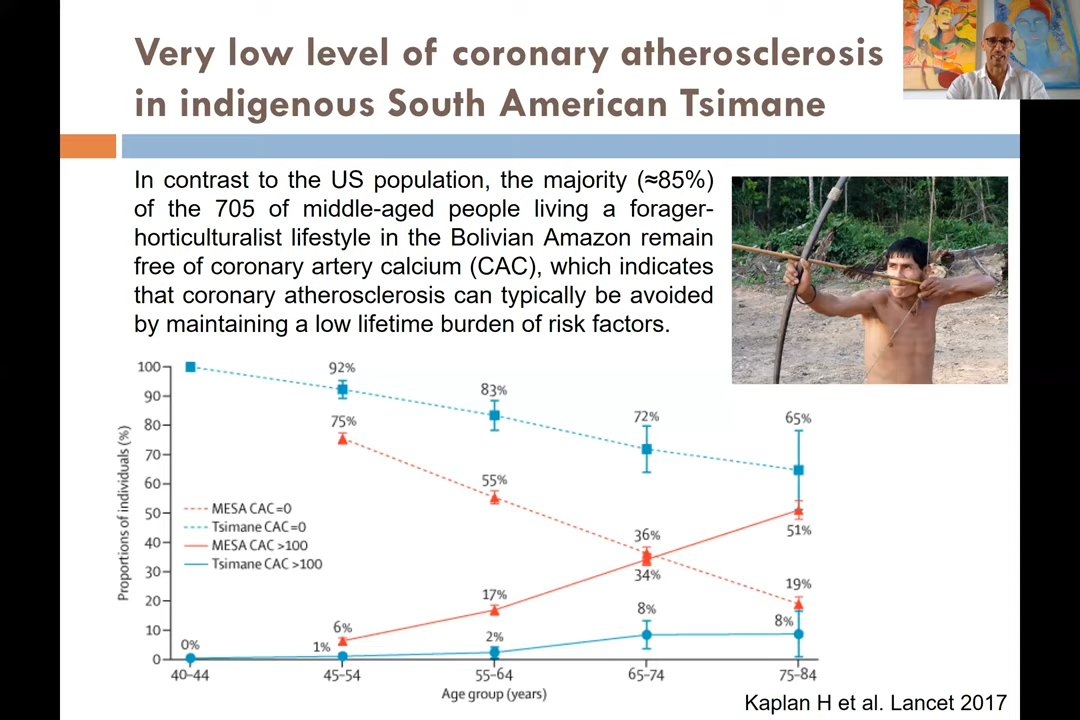 Very low level of coronary atherosclerosis
in indigenous South American Tsimane
In contrast to the US population, the majority (≈85%)
of the 705 of middle-aged people living a forager-
horticulturalist lifestyle in the Bolivian Amazon remain
free of coronary artery calcium (CAC), which indicates
that coronary atherosclerosis can typically be avoided
by maintaining a low lifetime burden of risk factors.
Proportions of individuals (%)
100
90
80
70
60
50
40
30
20
10
0
92%
83%
72%
65%
75%
55%
36%
19%
6%
17%
34%
51%
0%
1%
2%
8%
8%
MESA CAC=0
Tsimane CAC=0
MESA CAC >100
Tsimane CAC >100
40–44
45–54
55–64
65–74
75–84
Age group (years)
Kaplan H et al. Lancet 2017